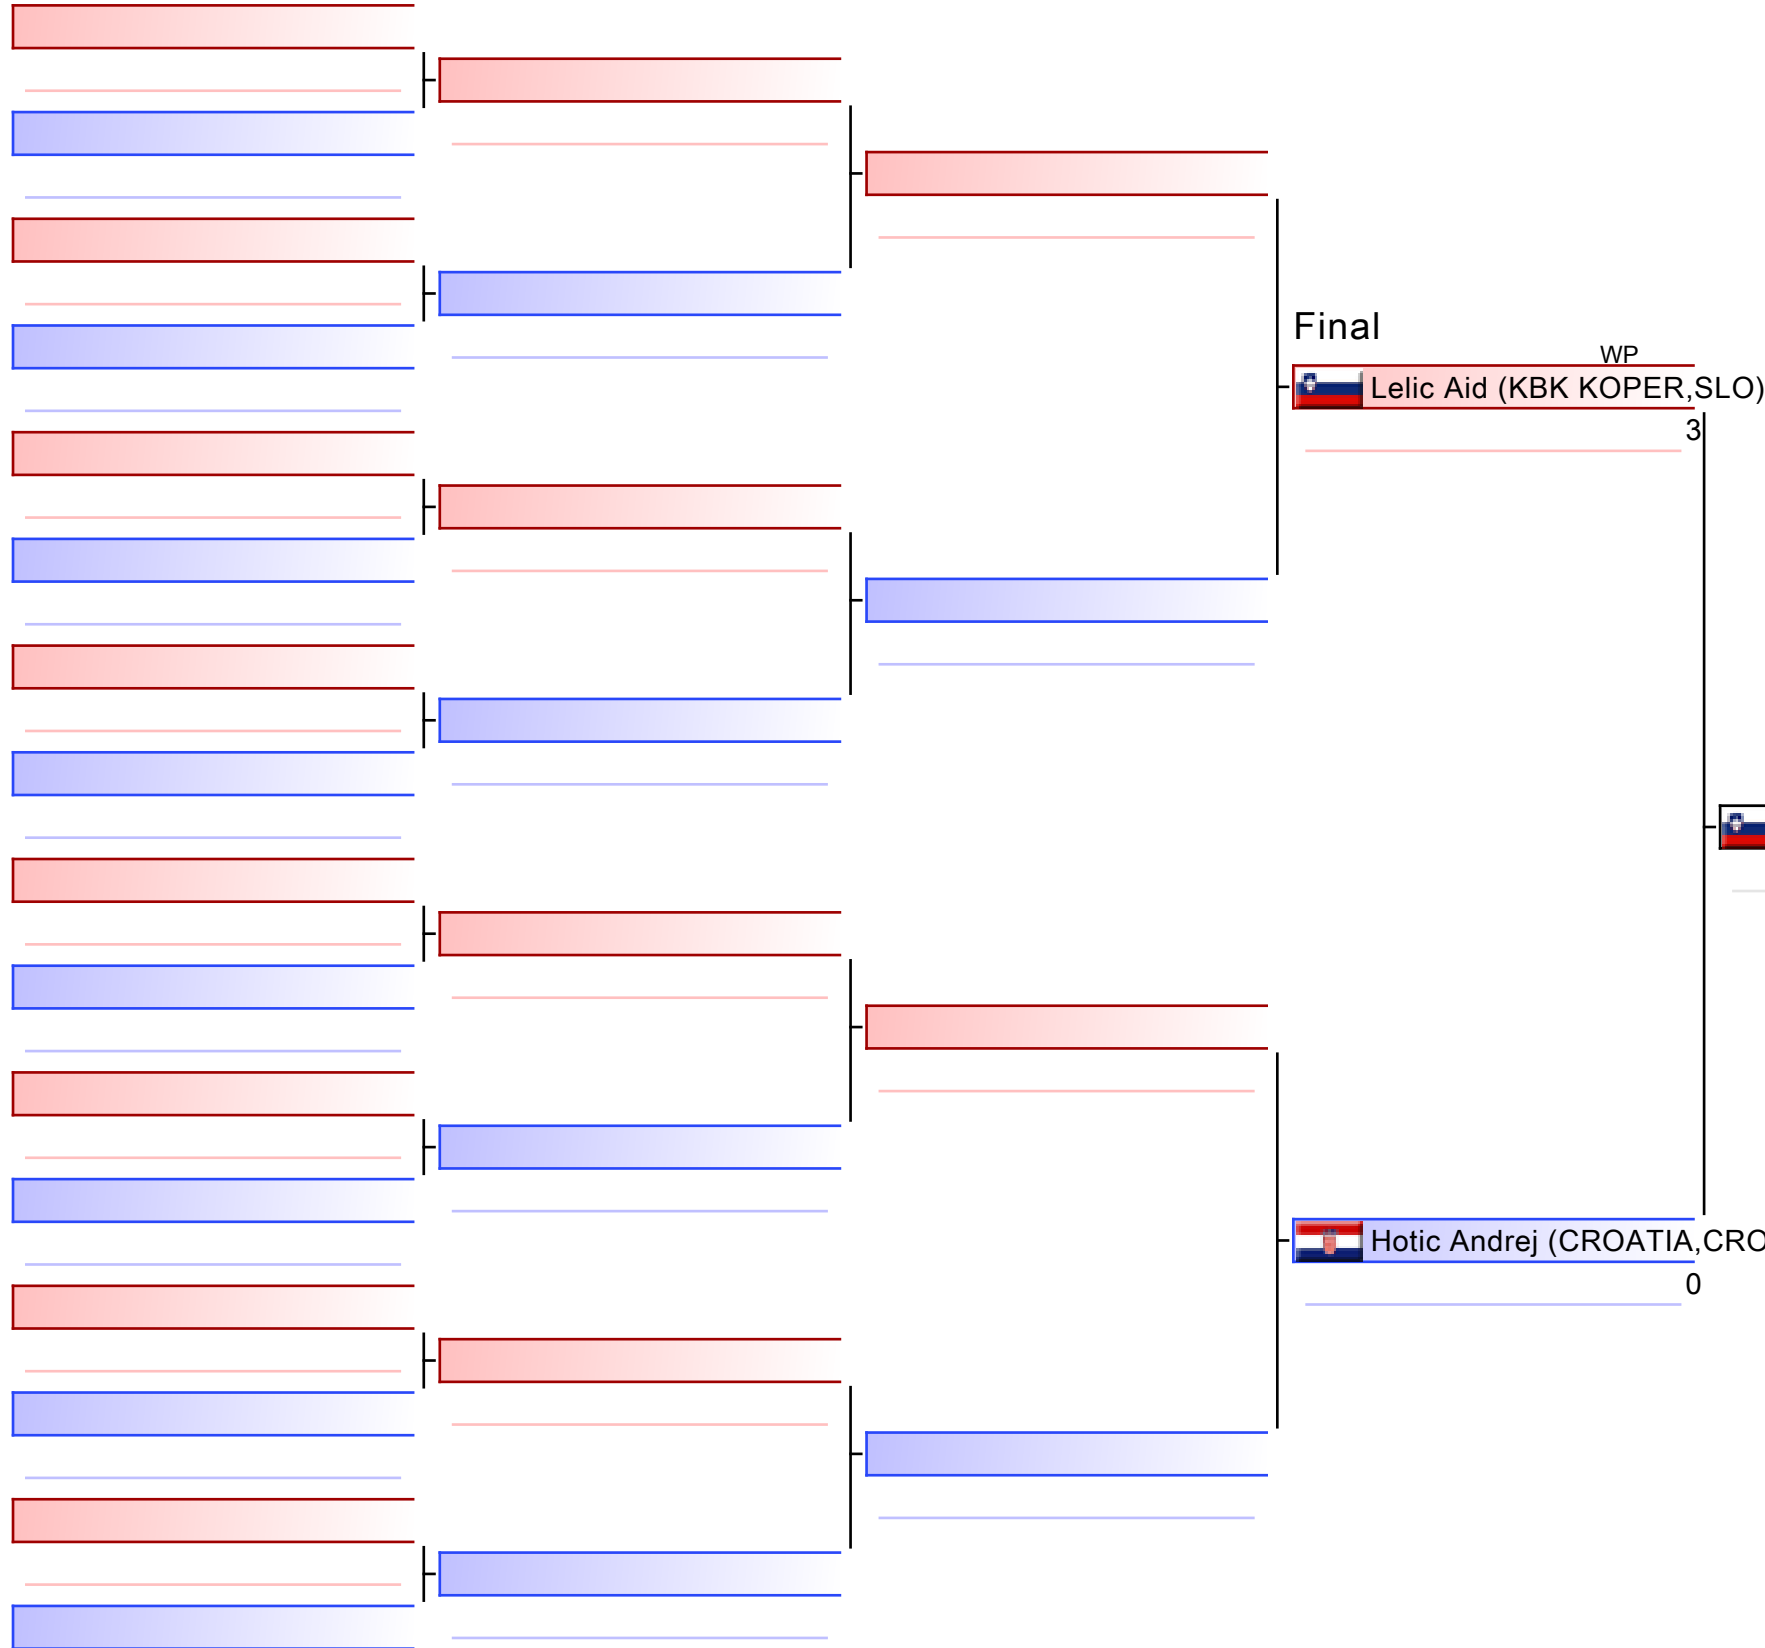 Final
WP
Lelic Aid (KBK KOPER,SLO)
3
Hotic Andrej (CROATIA,CRO
0